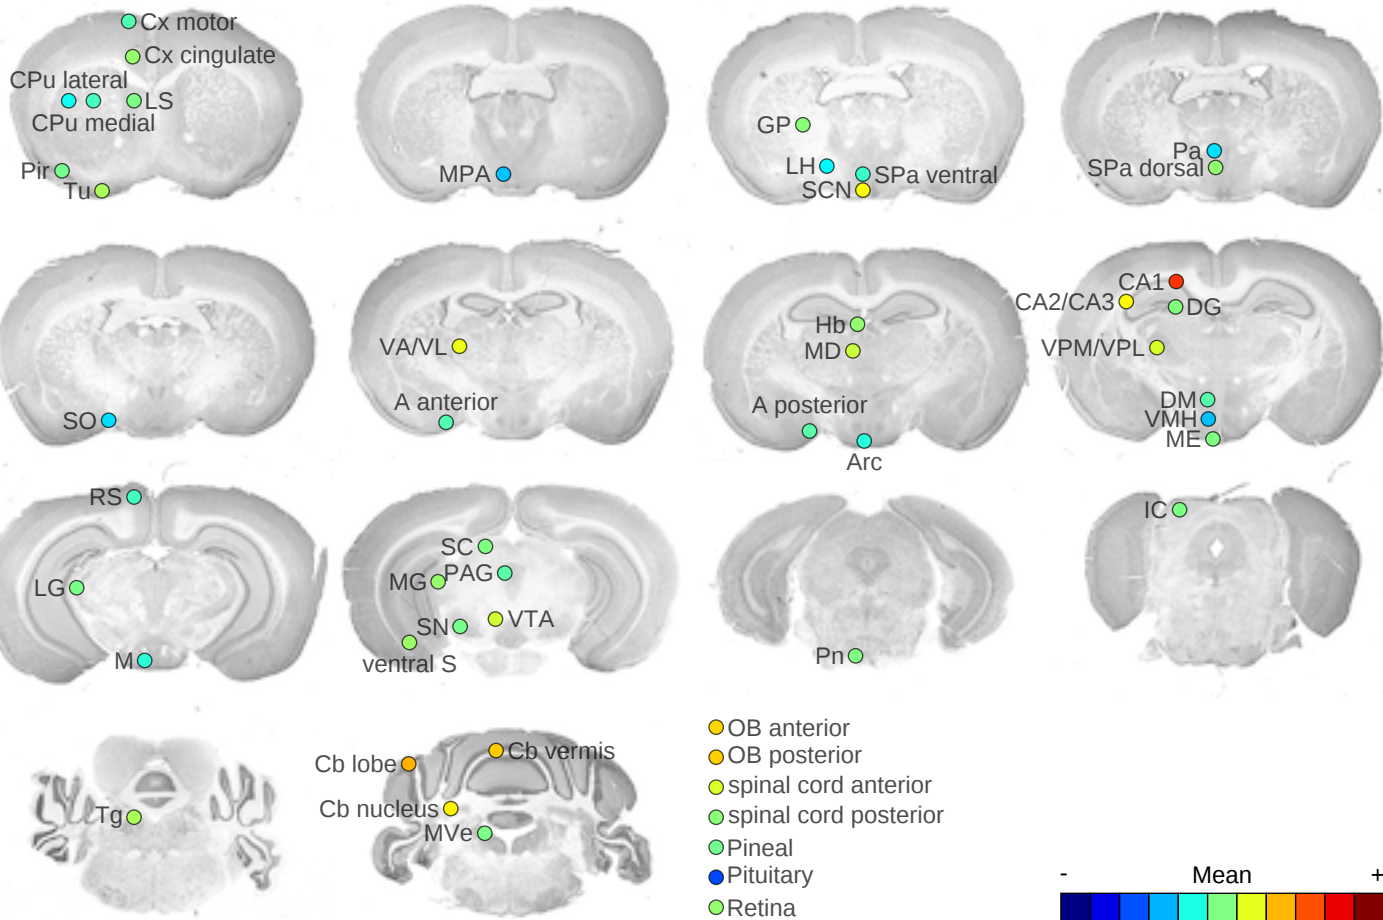 Cx motor
Cx cingulate
CPu lateral
LS
CPu medial
Pir
Tu
MPA
GP
LH
SPa ventral
SCN
Pa
SPa dorsal
SO
VA/VL
A anterior
Hb
MD
A posterior
Arc
CA1
CA2/CA3
DG
VPM/VPL
DM
VMH
ME
RS
LG
M
SC
PAG
MG
VTA
SN
ventral S
Pn
IC
Tg
Cb vermis
Cb lobe
Cb nucleus
MVe
OB anterior
OB posterior
spinal cord anterior
spinal cord posterior
Pineal
Pituitary
Retina
- Mean +